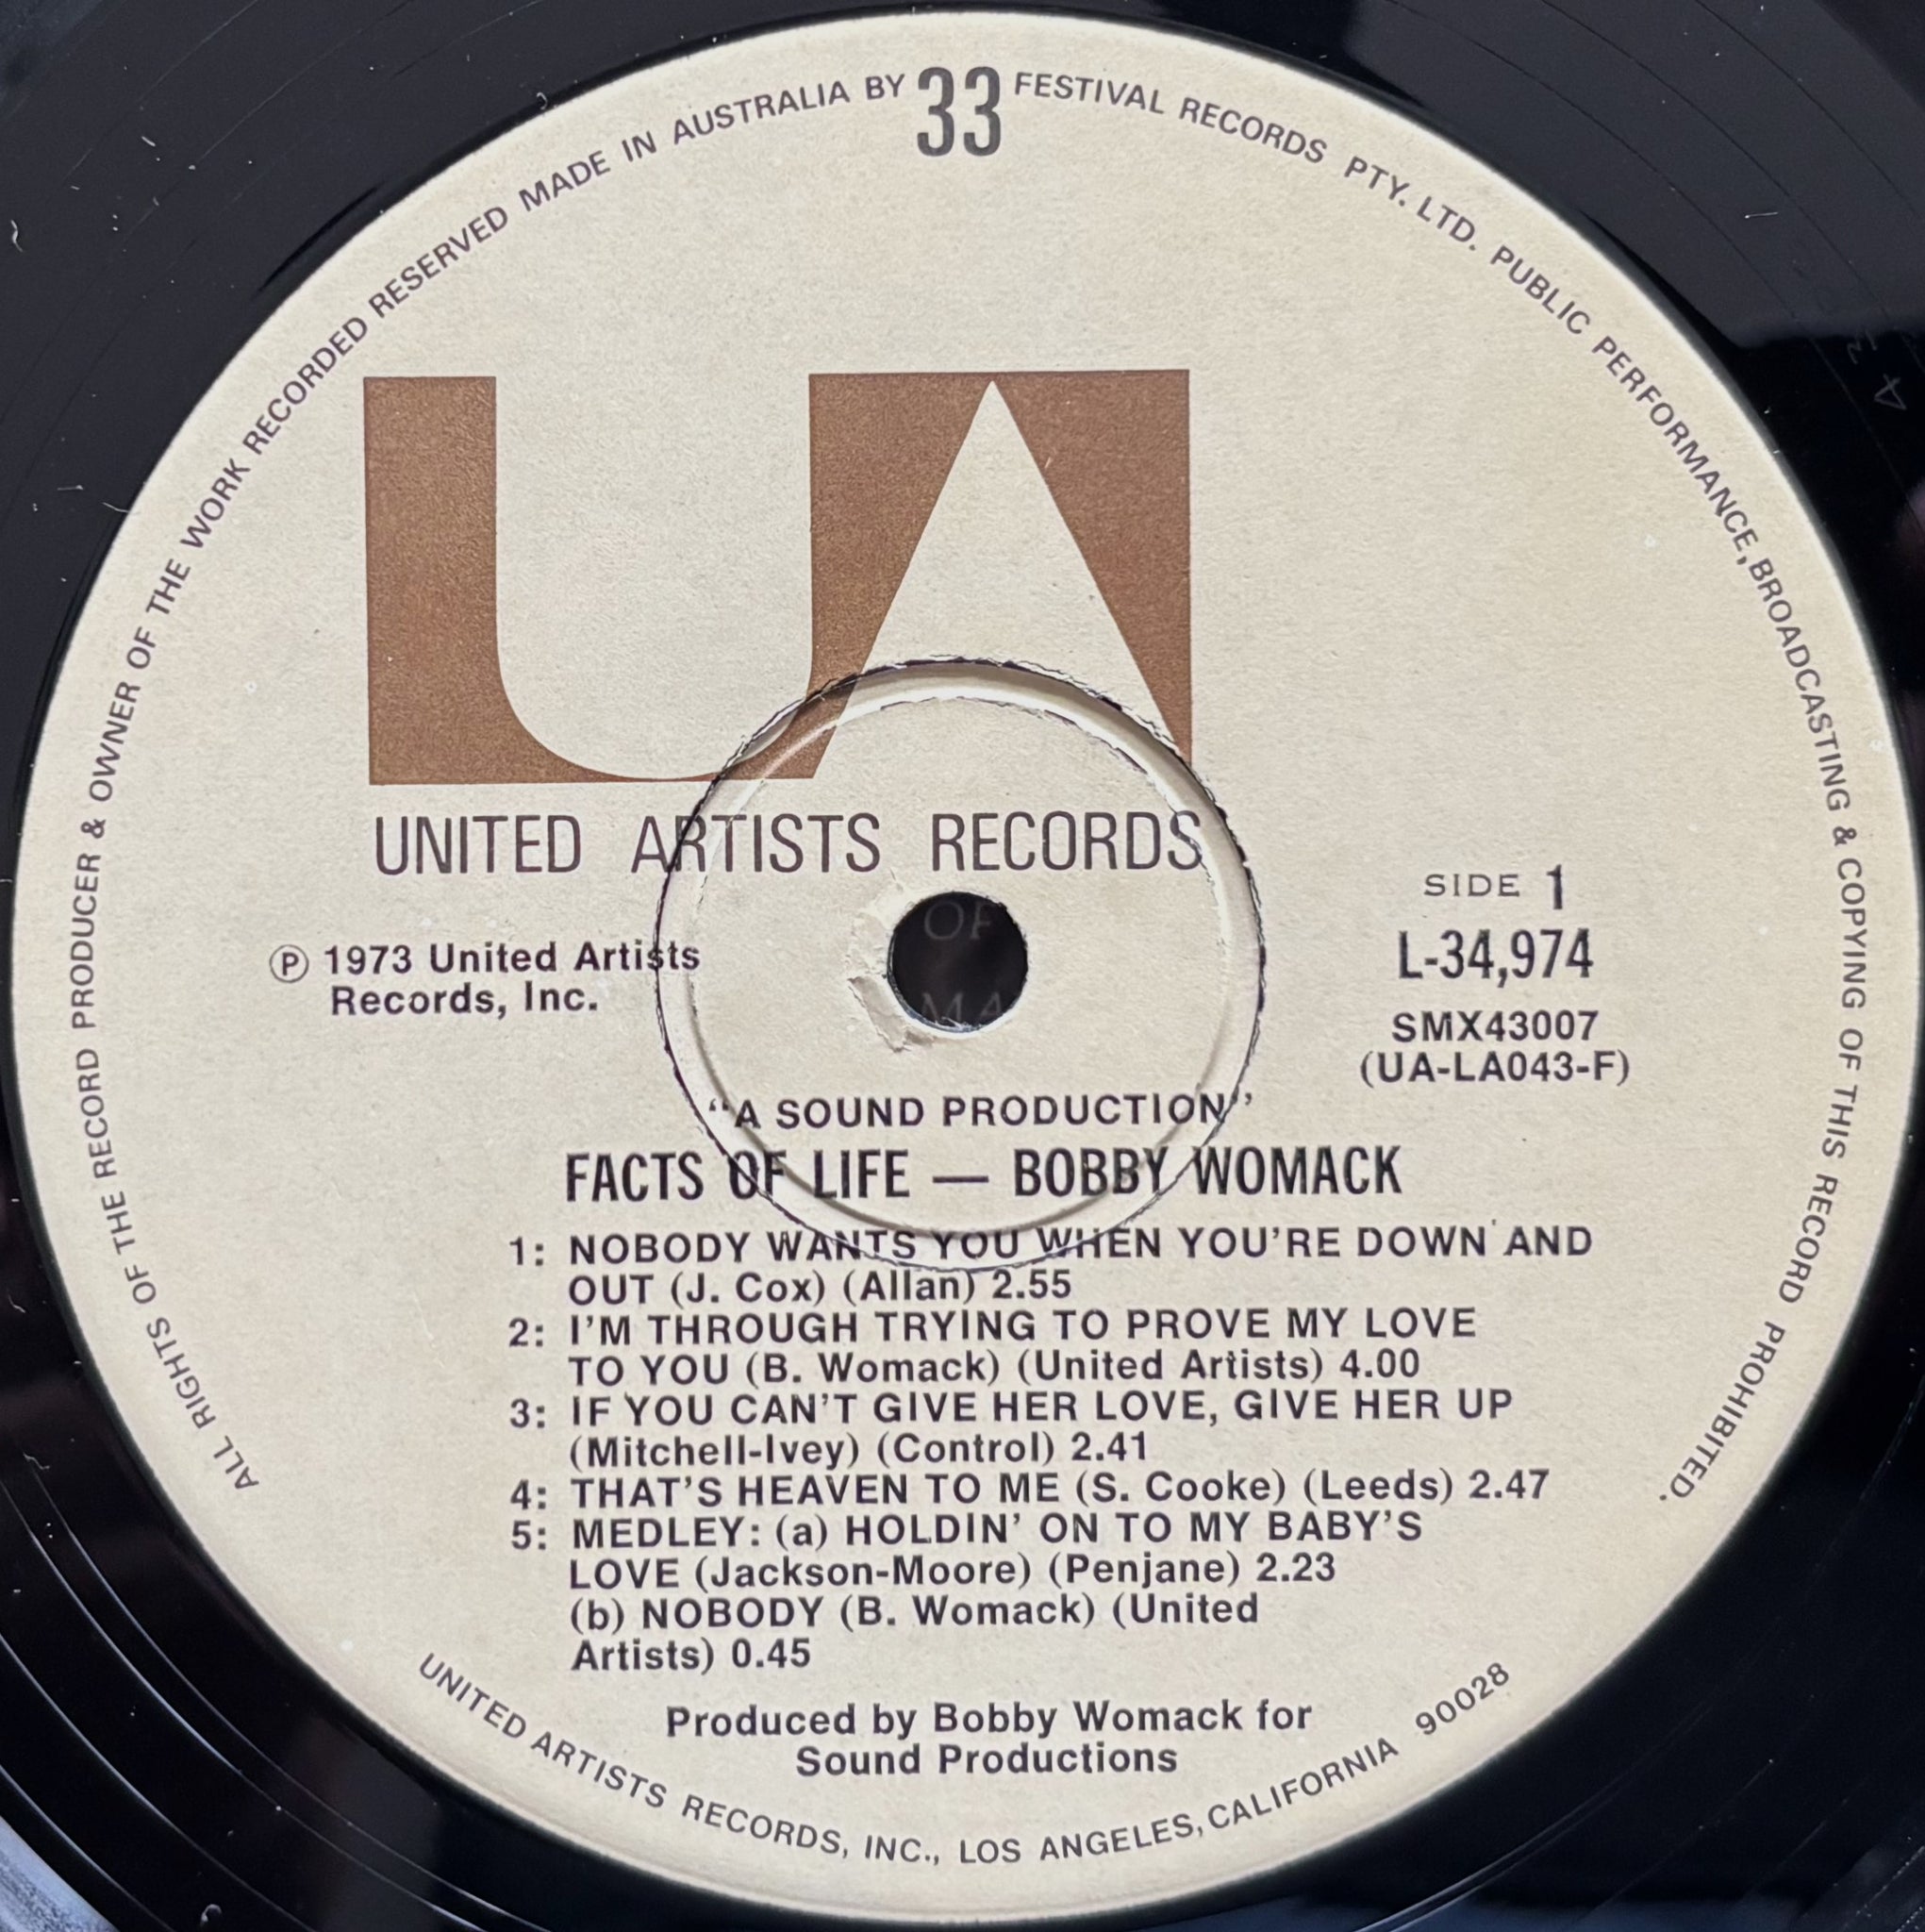 ALL RIGHTS OF THE RECORD PRODUCER & OWNER OF THE WORK RECORDED RESERVED MADE IN AUSTRALIA BY FESTIVAL RECORDS PTY. LTD. PUBLIC PERFORMANCE, BROADCASTING & COPYING OF THIS RECORD PROHIBITED.
33
UA
UNITED ARTISTS RECORDS
SIDE 1
L-34,974
SMX43007
(UA-LA043-F)
Ⓟ 1973 United Artists
Records, Inc.
OF
MA
"A SOUND PRODUCTION"
FACTS OF LIFE — BOBBY WOMACK
1: NOBODY WANTS YOU WHEN YOU'RE DOWN AND
OUT (J. Cox) (Allan) 2.55
2: I'M THROUGH TRYING TO PROVE MY LOVE
TO YOU (B. Womack) (United Artists) 4.00
3: IF YOU CAN'T GIVE HER LOVE, GIVE HER UP
(Mitchell-Ivey) (Control) 2.41
4: THAT'S HEAVEN TO ME (S. Cooke) (Leeds) 2.47
5: MEDLEY: (a) HOLDIN' ON TO MY BABY'S
LOVE (Jackson-Moore) (Penjane) 2.23
(b) NOBODY (B. Womack) (United
Artists) 0.45
Produced by Bobby Womack for
Sound Productions
UNITED ARTISTS RECORDS, INC., LOS ANGELES, CALIFORNIA 90028